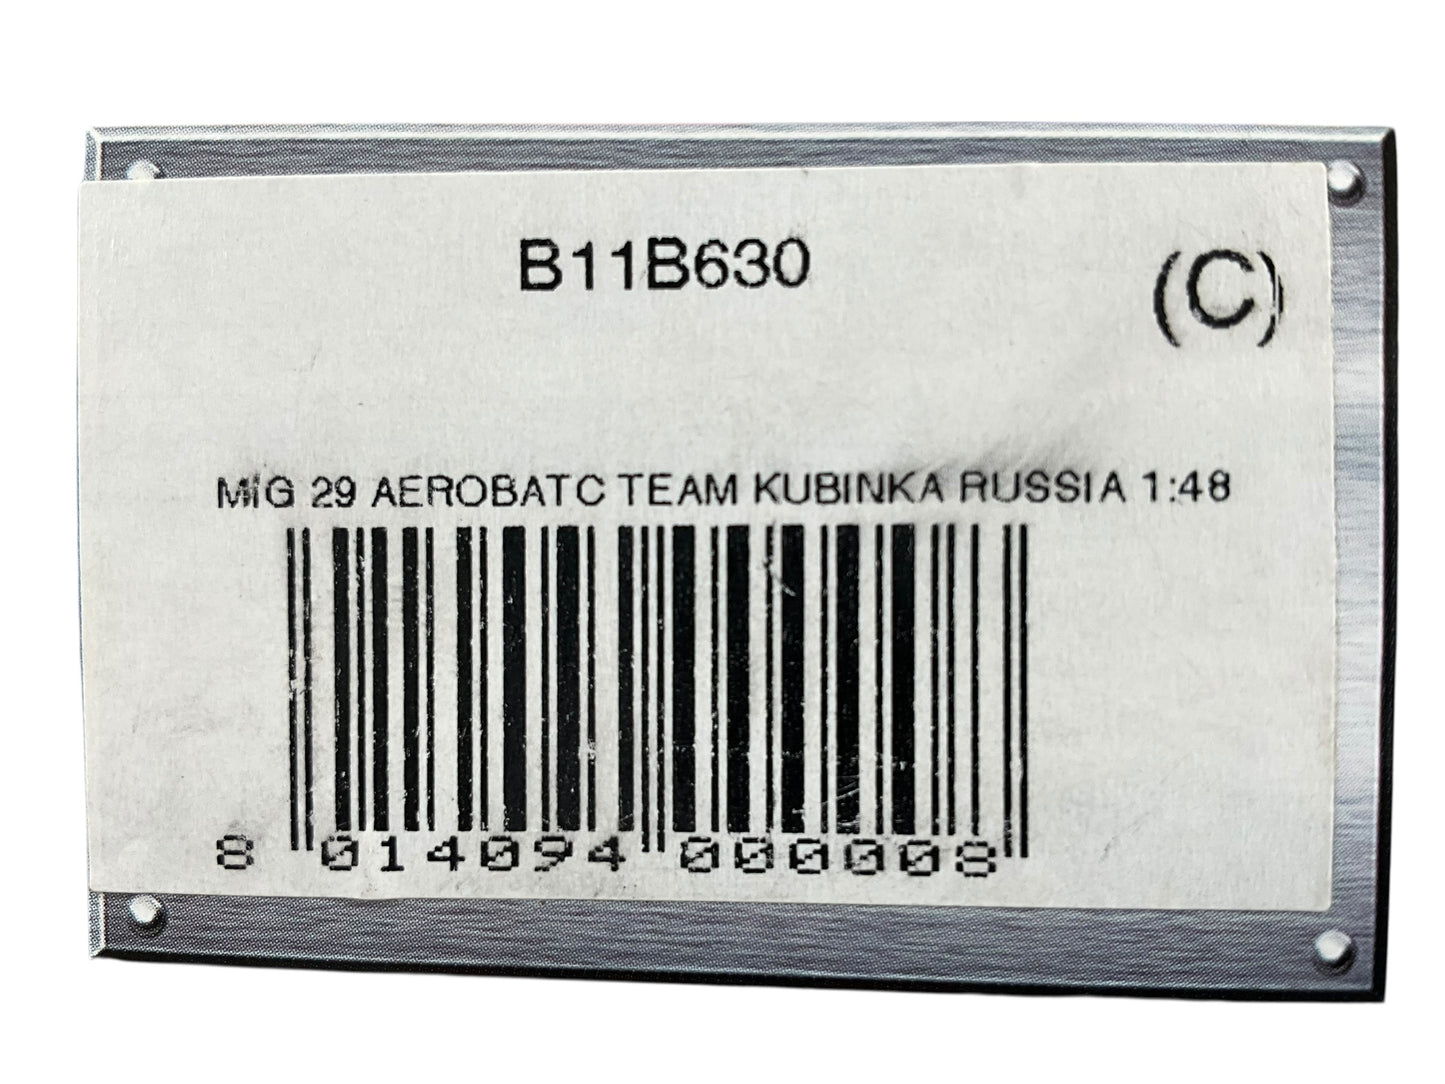 B11B630
(C)
MIG 29 AEROBATC TEAM KUBINKA RUSSIA 1:48
8 014094 000008